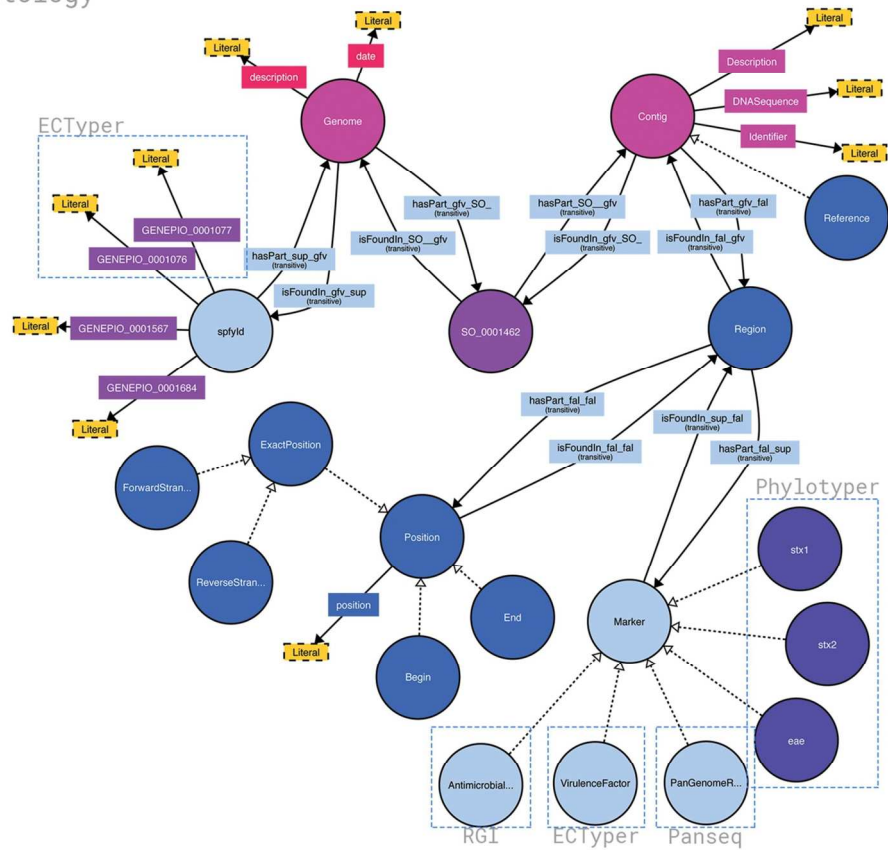 Literal
Literal
Literal
date
description
Description
Literal
DNASequence
Genome
Contig
ECTyper
Identifier
Literal
Literal
Literal
hasPart_gfv_SO_
(transitive)
hasPart_SO__gfv
(transitive)
hasPart_gfv_fal
(transitive)
Reference
GENEPIO_0001077
isFoundIn_SO__gfv
(transitive)
isFoundIn_gfv_SO_
(transitive)
isFoundIn_fal_gfv
(transitive)
GENEPIO_0001076
hasPart_sup_gfv
(transitive)
isFoundIn_gfv_sup
(transitive)
Literal
GENEPIO_0001567
spfyId
SO_0001462
Region
GENEPIO_0001684
hasPart_fal_fal
(transitive)
isFoundIn_sup_fal
(transitive)
Literal
ExactPosition
isFoundIn_fal_fal
(transitive)
hasPart_fal_sup
(transitive)
ForwardStran...
Phylotyper
Position
stx1
ReverseStran...
position
End
Marker
stx2
Literal
Begin
eae
Antimicrobial...
VirulenceFactor
PanGenomeR...
RGI
ECTyper
Panseq